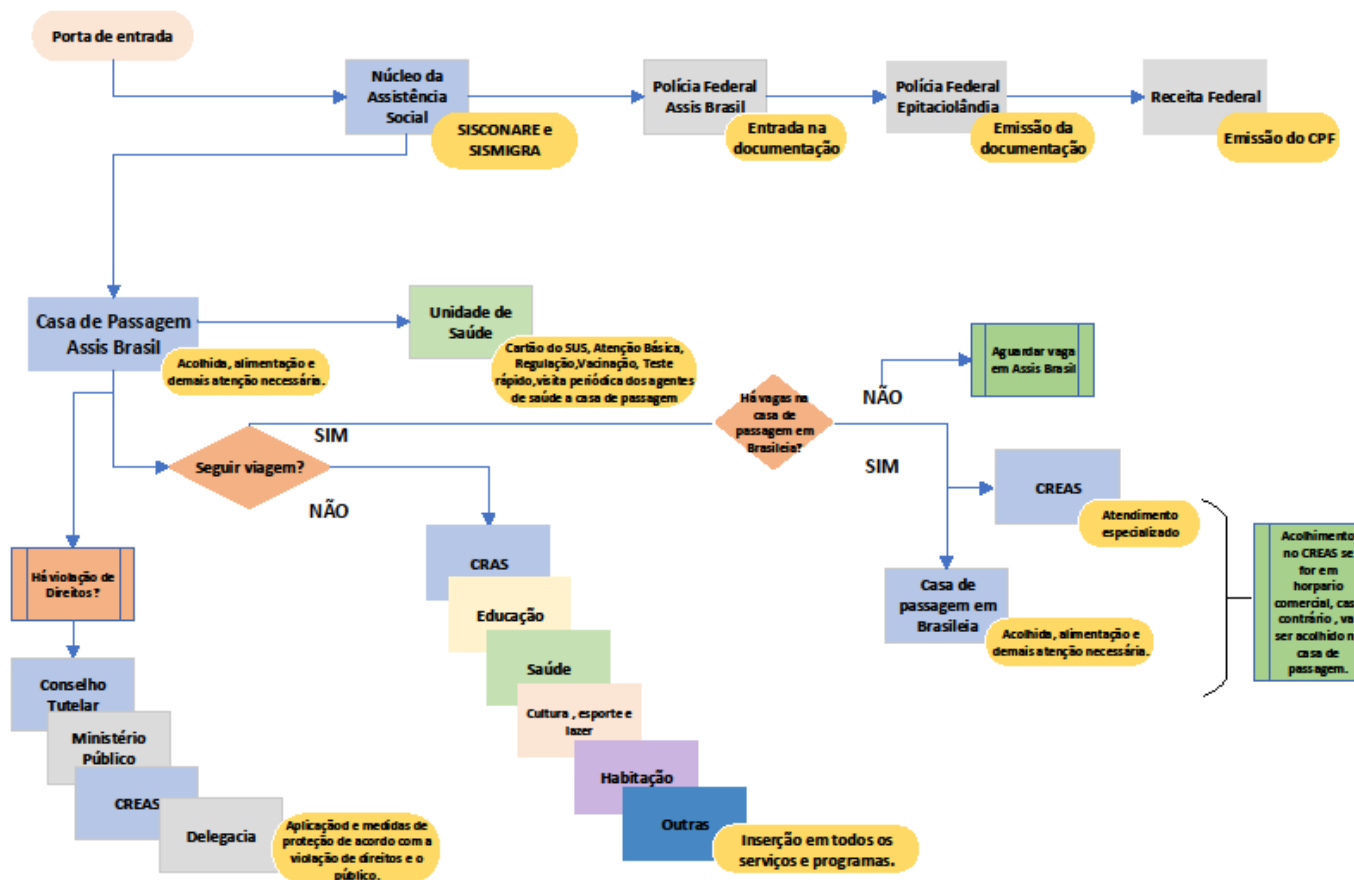 Porta de entrada
Núcleo da
Assistência
Social
SISCONARE e
SISMIGRA
Polícia Federal
Assis Brasil
Entrada na
documentação
Polícia Federal
Epitaciolândia
Emissão da
documentação
Receita Federal
Emissão do CPF
Casa de Passagem
Assis Brasil
Acolhida, alimentação e
demais atenção necessária.
Unidade de
Saúde
Cartão do SUS, Atenção Básica,
Regulação,Vacinação, Teste
rápido,visita periódica dos agentes
de saúde a casa de passagem
Há vagas na
casa de
passagem em
Brasileia?
NÃO
Aguardar vaga
em Assis Brasil
SIM
Seguir viagem?
SIM
NÃO
CREAS
Atendimento
especializado
Casa de
passagem em
Brasileia
Acolhida, alimentação e
demais atenção necessária.
Acolhimento
no CREAS se
for em
horpario
comercial, cas
contrário , va
ser acolhido n
casa de
passagem.
Há violação de
Direitos ?
Conselho
Tutelar
Ministério
Público
CREAS
Delegacia
Aplicaçãod e medidas de
proteção de acordo com a
violação de direitos e o
público.
CRAS
Educação
Saúde
Cultura , esporte e
lazer
Habitação
Outras
Inserção em todos os
serviços e programas.